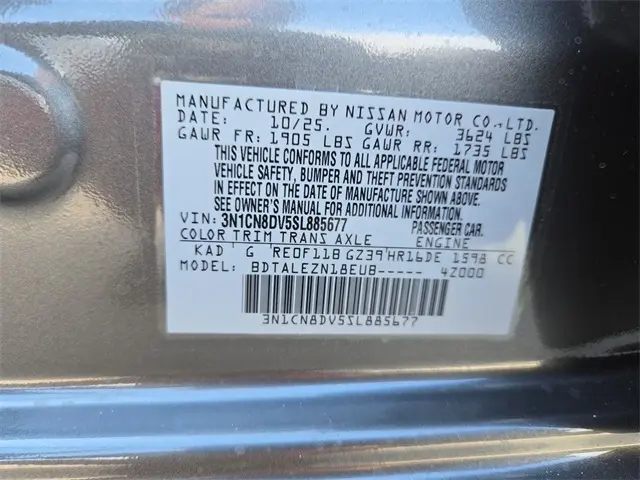 MANUFACTURED BY NISSAN MOTOR CO.,LTD.
DATE: 10/25. GVWR: 3624 LBS
GAWR FR: 1905 LBS GAWR RR: 1735 LBS
THIS VEHICLE CONFORMS TO ALL APPLICABLE FEDERAL MOTOR
VEHICLE SAFETY, BUMPER AND THEFT PREVENTION STANDARDS
IN EFFECT ON THE DATE OF MANUFACTURE SHOWN ABOVE.
SEE OWNER'S MANUAL FOR ADDITIONAL INFORMATION.
VIN: 3N1CN8DV5SL885677 PASSENGER CAR.
COLOR TRIM TRANS AXLE ENGINE
KAD G RE0F11B GZ39 HR16DE 1598 CC
MODEL: BDTALEZN18EUB----- 4Z000
3N1CN8DV5SL885677